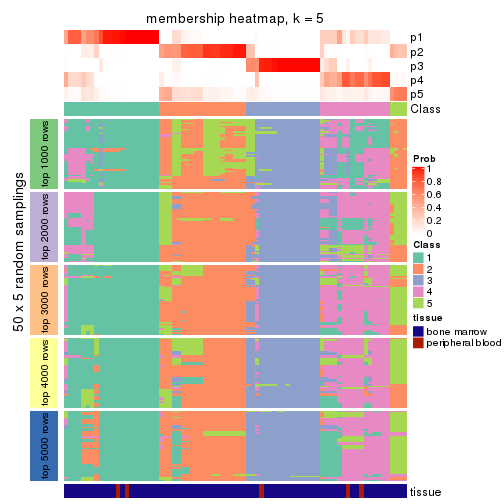 membership heatmap, k = 5
p1
p2
p3
p4
p5
Class
50 x 5 random samplings
top 1000 rows
top 2000 rows
top 3000 rows
top 4000 rows
top 5000 rows
tissue
Prob
1
0.8
0.6
0.4
0.2
0
Class
1
2
3
4
5
tissue
bone marrow
peripheral blood